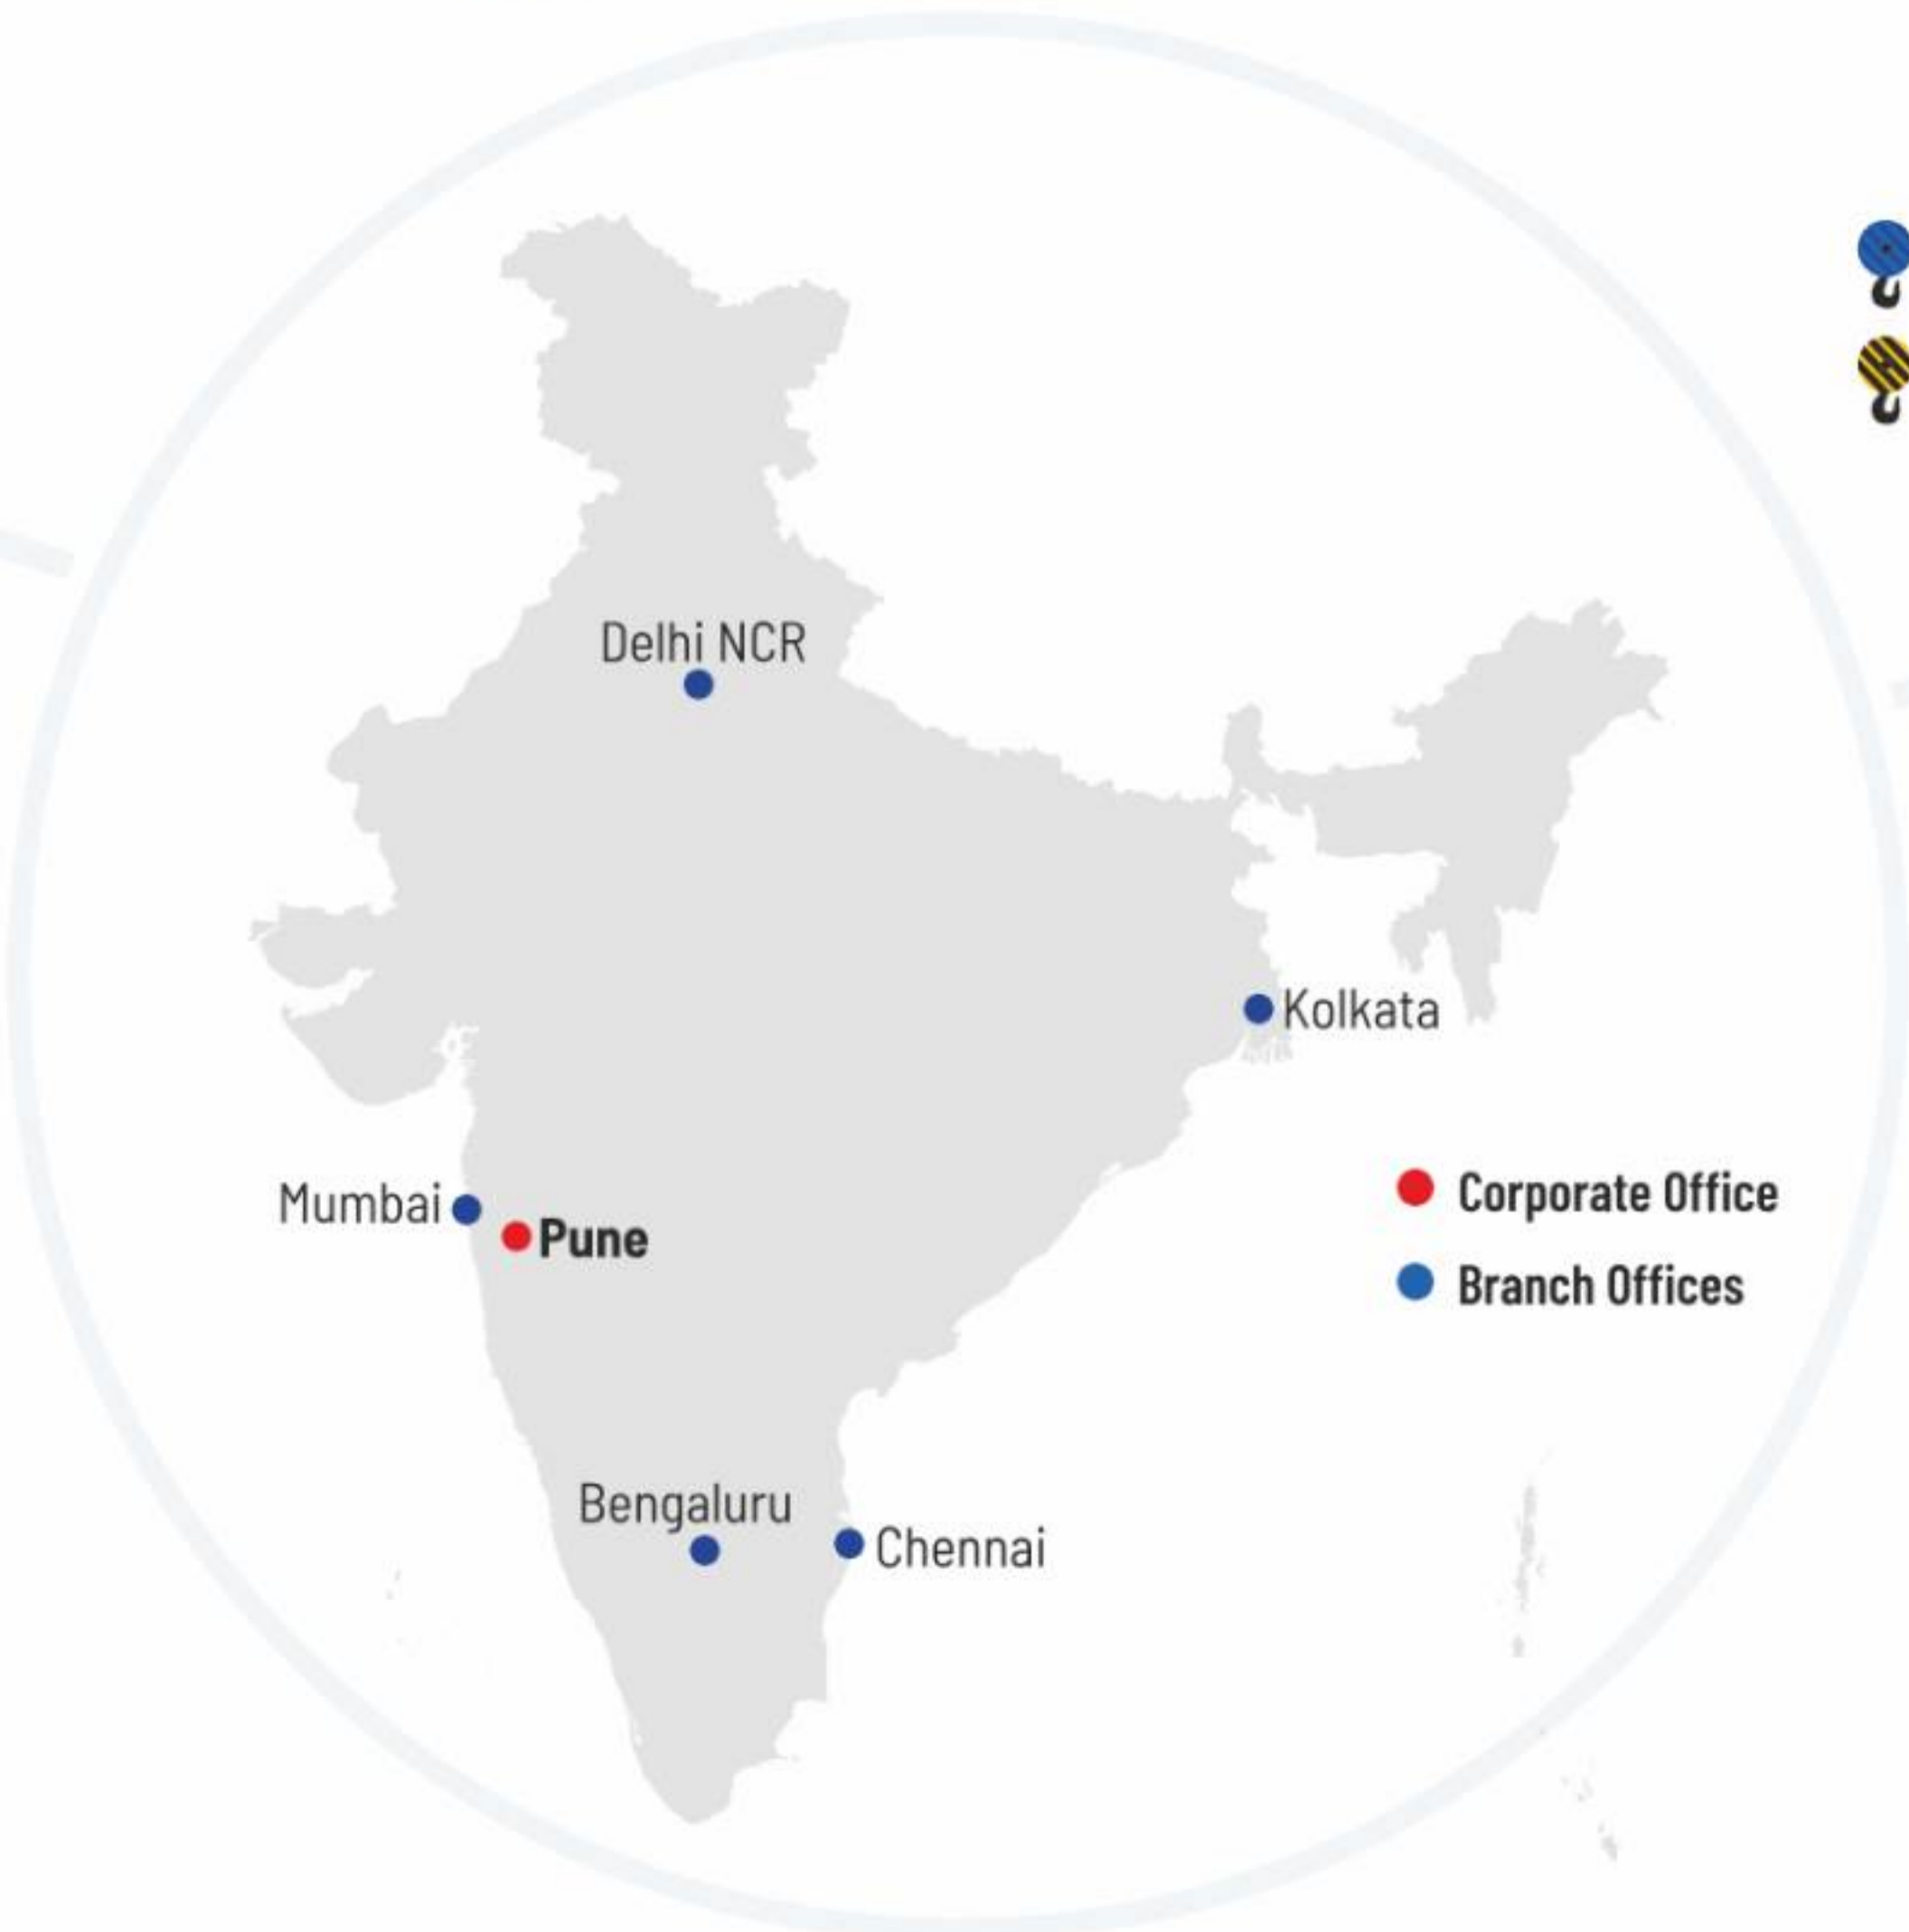 Delhi NCR
Kolkata
Mumbai
Pune
Corporate Office
Branch Offices
Bengaluru
Chennai